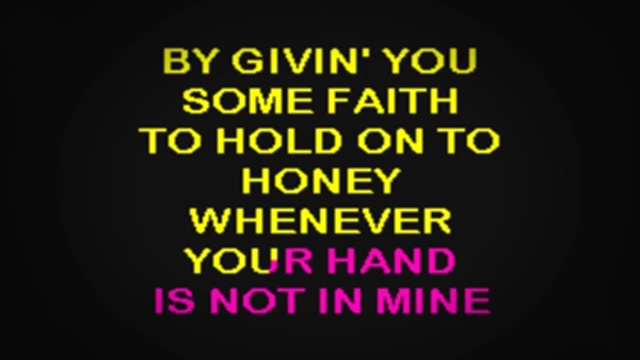 BY GIVIN' YOU
SOME FAITH
TO HOLD ON TO
HONEY
WHENEVER
YOUR HAND
IS NOT IN MINE